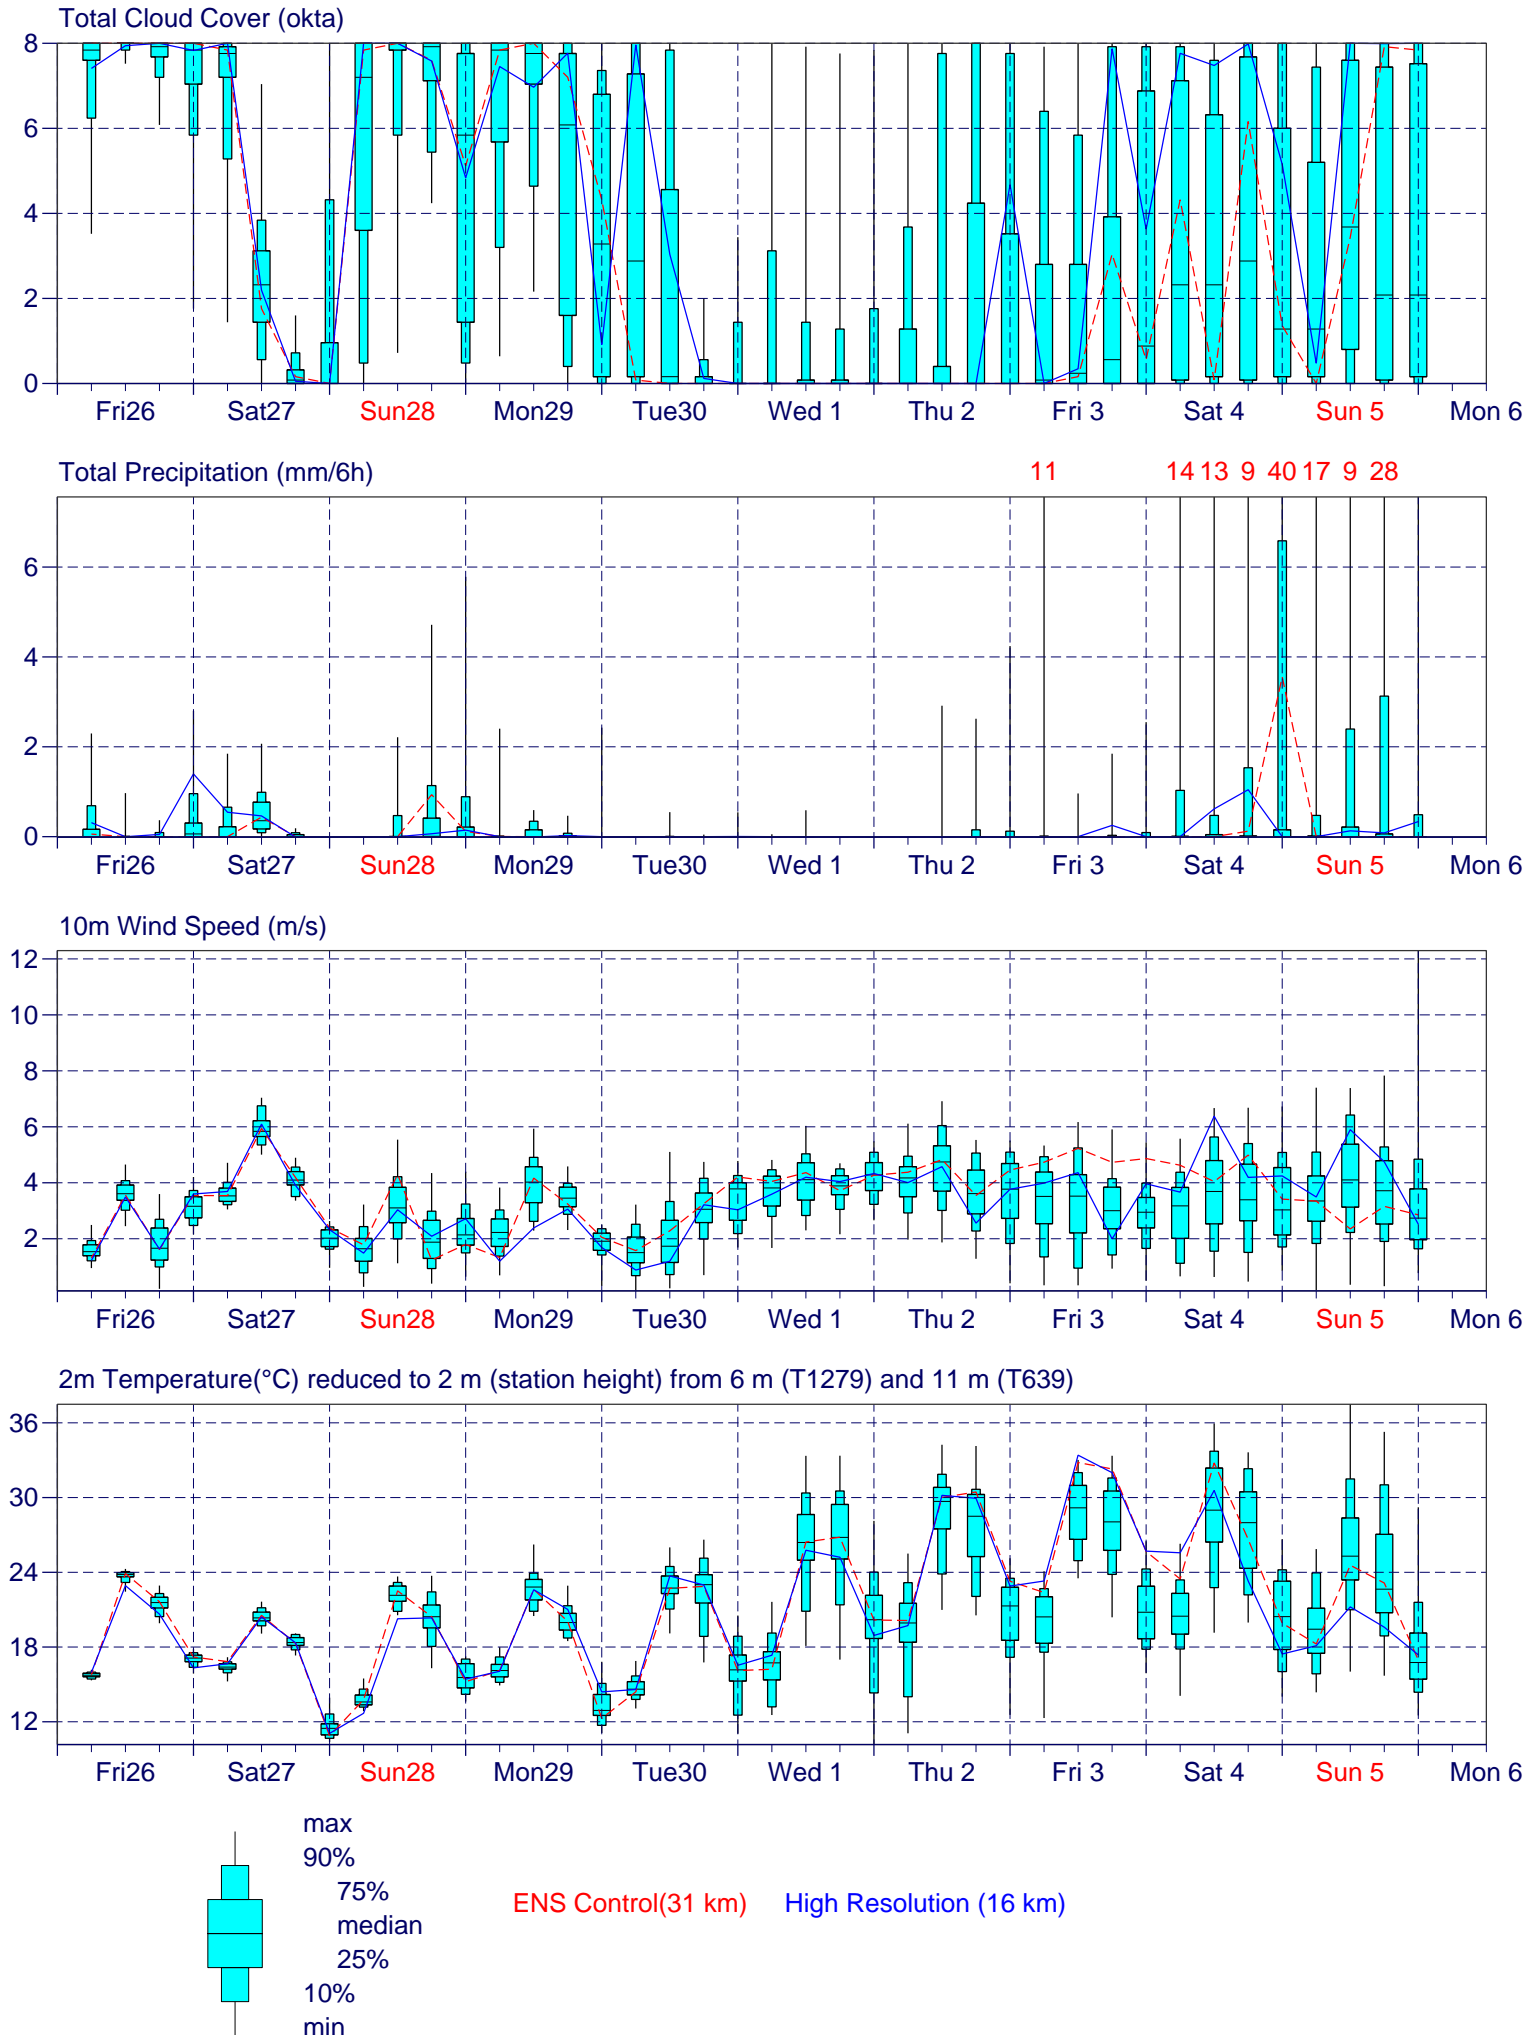 Total Cloud Cover (okta)
8
6
4
2
0
Fri26 Sat27 Sun28 Mon29 Tue30 Wed 1 Thu 2 Fri 3 Sat 4 Sun 5 Mon 6
Total Precipitation (mm/6h) 11 14 13 9 40 17 9 28
6
4
2
0
Fri26 Sat27 Sun28 Mon29 Tue30 Wed 1 Thu 2 Fri 3 Sat 4 Sun 5 Mon 6
10m Wind Speed (m/s)
12
10
8
6
4
2
Fri26 Sat27 Sun28 Mon29 Tue30 Wed 1 Thu 2 Fri 3 Sat 4 Sun 5 Mon 6
2m Temperature(°C) reduced to 2 m (station height) from 6 m (T1279) and 11 m (T639)
36
30
24
18
12
Fri26 Sat27 Sun28 Mon29 Tue30 Wed 1 Thu 2 Fri 3 Sat 4 Sun 5 Mon 6
max
90%
75%
median
25%
10%
min
ENS Control(31 km) High Resolution (16 km)